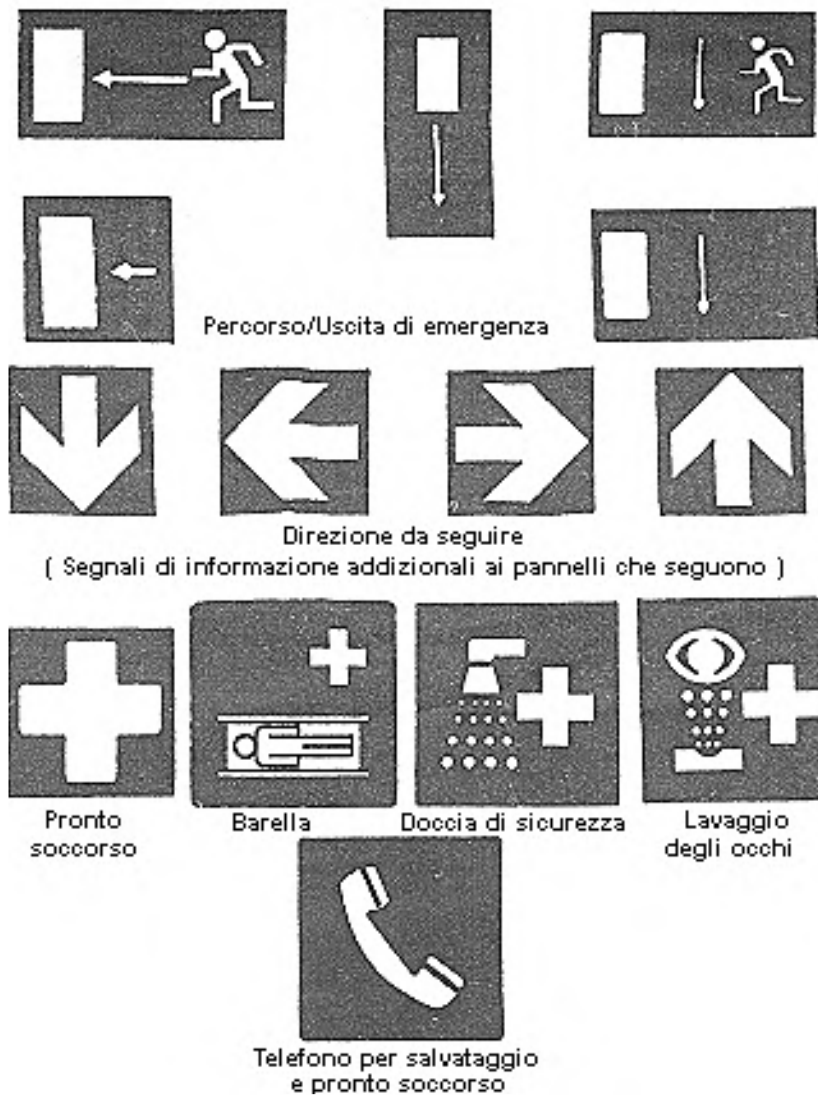 Percorso/Uscita di emergenza
Direzione da seguire
( Segnali di informazione addizionali ai pannelli che seguono )
Pronto
soccorso
Barella
Doccia di sicurezza
Lavaggio
degli occhi
Telefono per salvataggio
e pronto soccorso